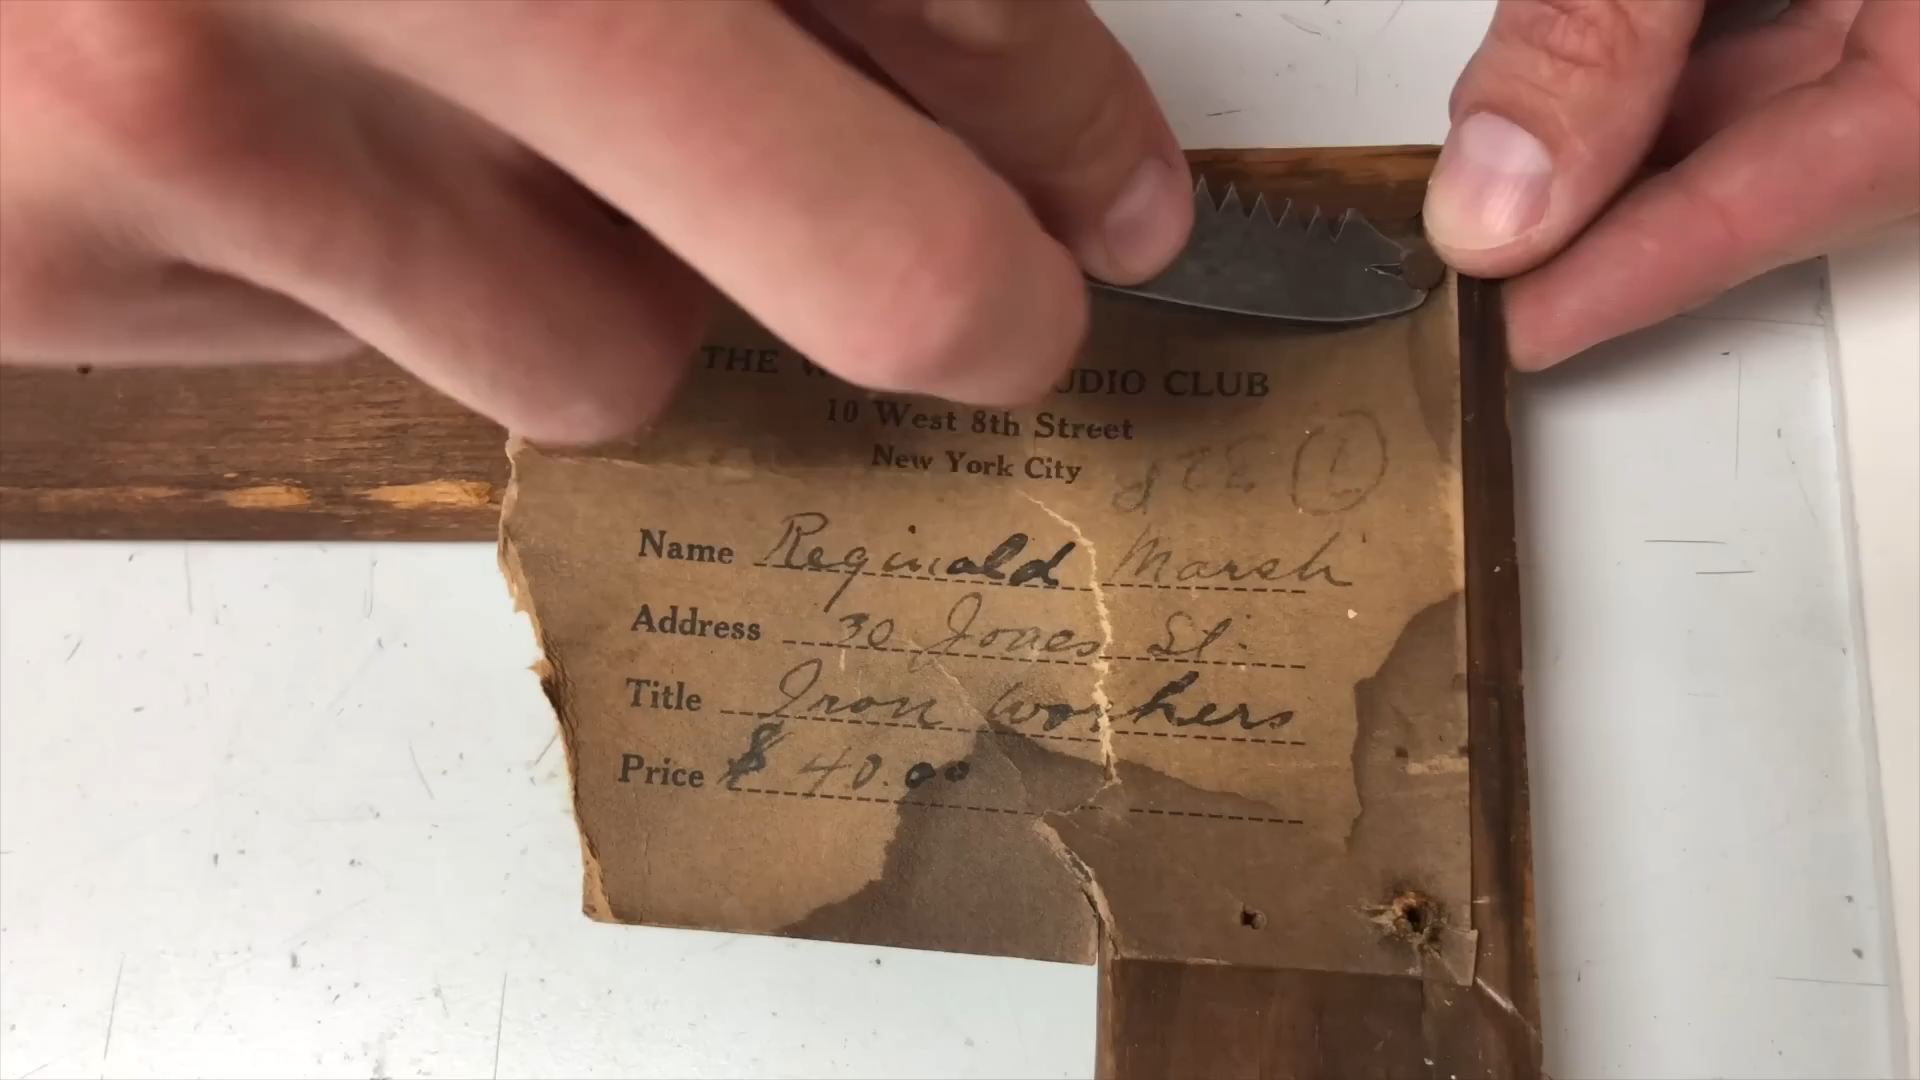 THE UDIO CLUB
10 West 8th Street
New York City
Name Reginald Marsh
Address 30 Jones St.
Title Iron Workers
Price $ 40.00